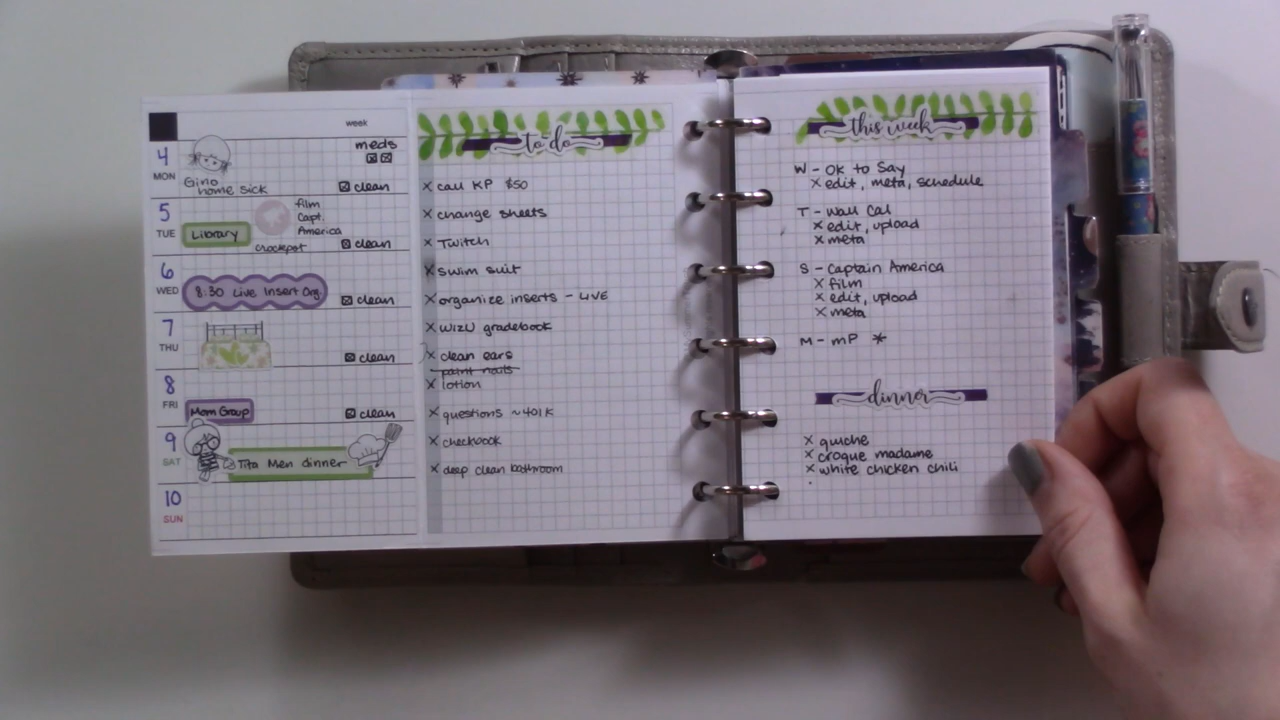 week
4
MON
meds
Gino
home sick
clean
5
TUE
Library
film
Capt.
America
crockpot
clean
6
WED
8:30 Live Insert Org.
clean
7
THU
clean
8
FRI
Mom Group
clean
9
SAT
Tita Men dinner
10
SUN
to do
x call KP $50
x change sheets
x Twitch
x swim suit
x organize inserts - LIVE
x WizU gradebook
x clean ears
paint nails
x lotion
x questions ~401K
x checkbook
x deep clean bathroom
this week
W - Ok to Say
x edit, meta, schedule
T - Wall Cal
x edit, upload
x meta
S - Captain America
x film
x edit, upload
x meta
M - MP *
dinner
x quiche
x croque madame
x white chicken chili